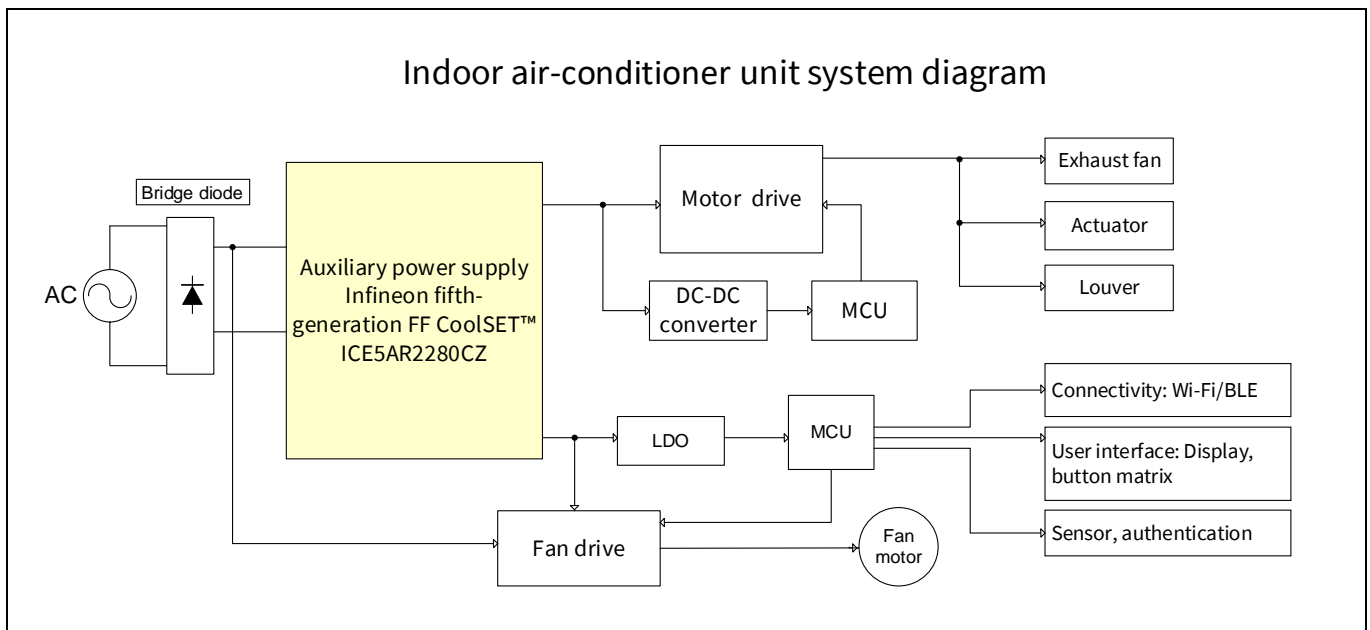 Indoor air-conditioner unit system diagram
Bridge diode
AC
Auxiliary power supply
Infineon fifth-
generation FF CoolSET™
ICE5AR2280CZ
Motor drive
DC-DC
converter
MCU
Exhaust fan
Actuator
Louver
LDO
MCU
Connectivity: Wi-Fi/BLE
User interface: Display,
button matrix
Sensor, authentication
Fan drive
Fan
motor